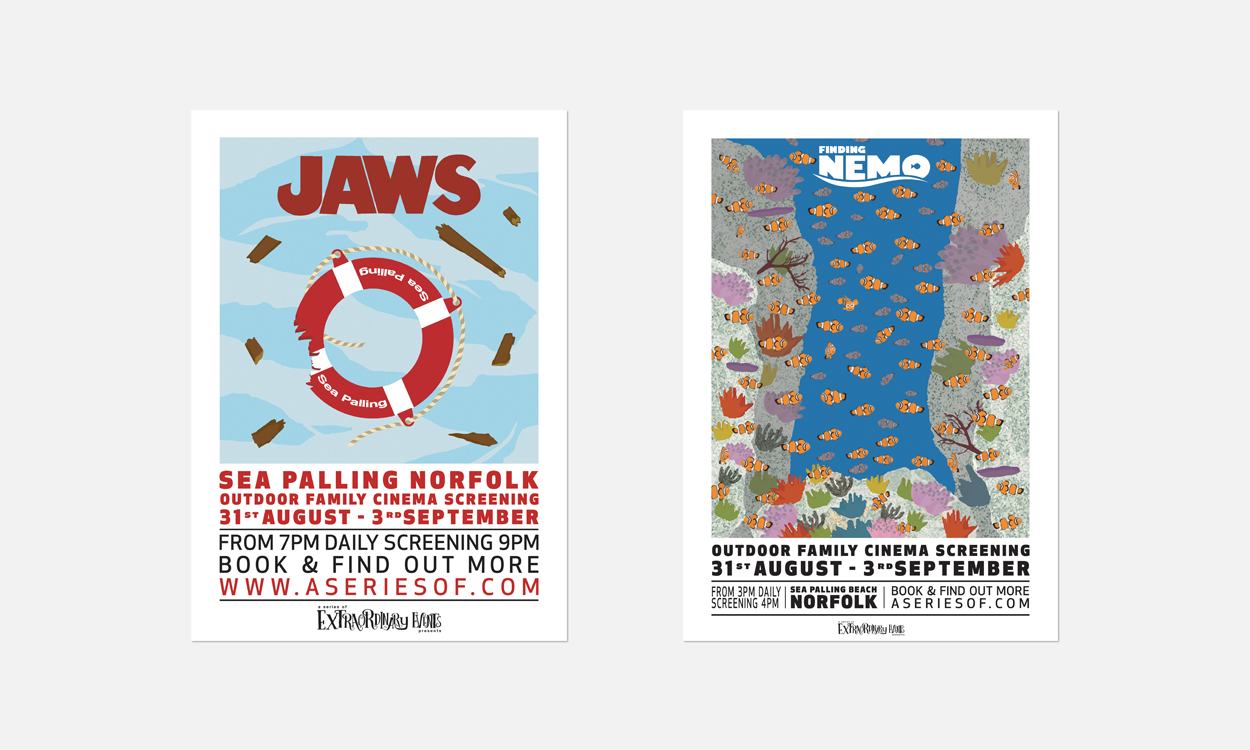 JAWS
Sea Palling
Sea Palling
SEA PALLING NORFOLK
OUTDOOR FAMILY CINEMA SCREENING
31ST AUGUST - 3RD SEPTEMBER
FROM 7PM DAILY SCREENING 9PM
BOOK & FIND OUT MORE
WWW.ASERIESOF.COM
a series of
EXTRAORDINARY EVENTS
presents
FINDING
NEMO
OUTDOOR FAMILY CINEMA SCREENING
31ST AUGUST - 3RD SEPTEMBER
FROM 3PM DAILY
SCREENING 4PM
SEA PALLING BEACH
NORFOLK
BOOK & FIND OUT MORE
ASERIESOF.COM
EXTRAORDINARY EVENTS